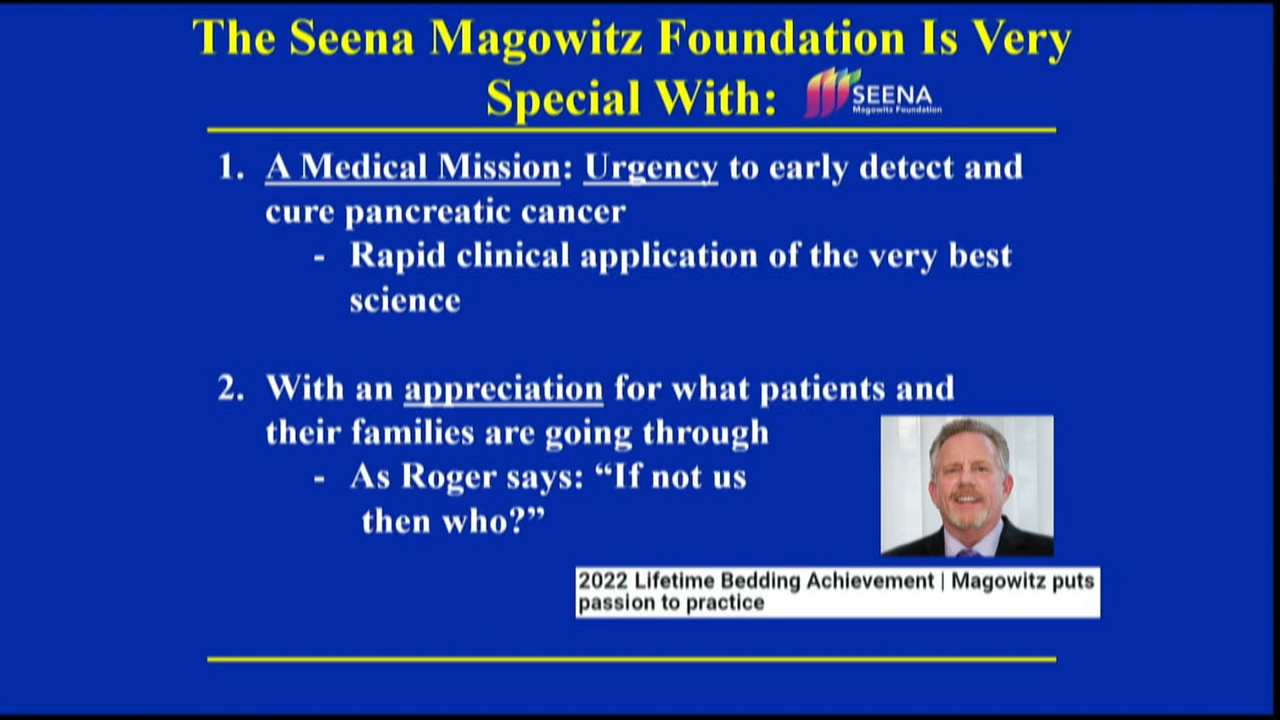 The Seena Magowitz Foundation Is Very
Special With:
SEENA
Magowitz Foundation
1. A Medical Mission: Urgency to early detect and
cure pancreatic cancer
- Rapid clinical application of the very best
science
2. With an appreciation for what patients and
their families are going through
- As Roger says: “If not us
then who?”
2022 Lifetime Bedding Achievement | Magowitz puts
passion to practice